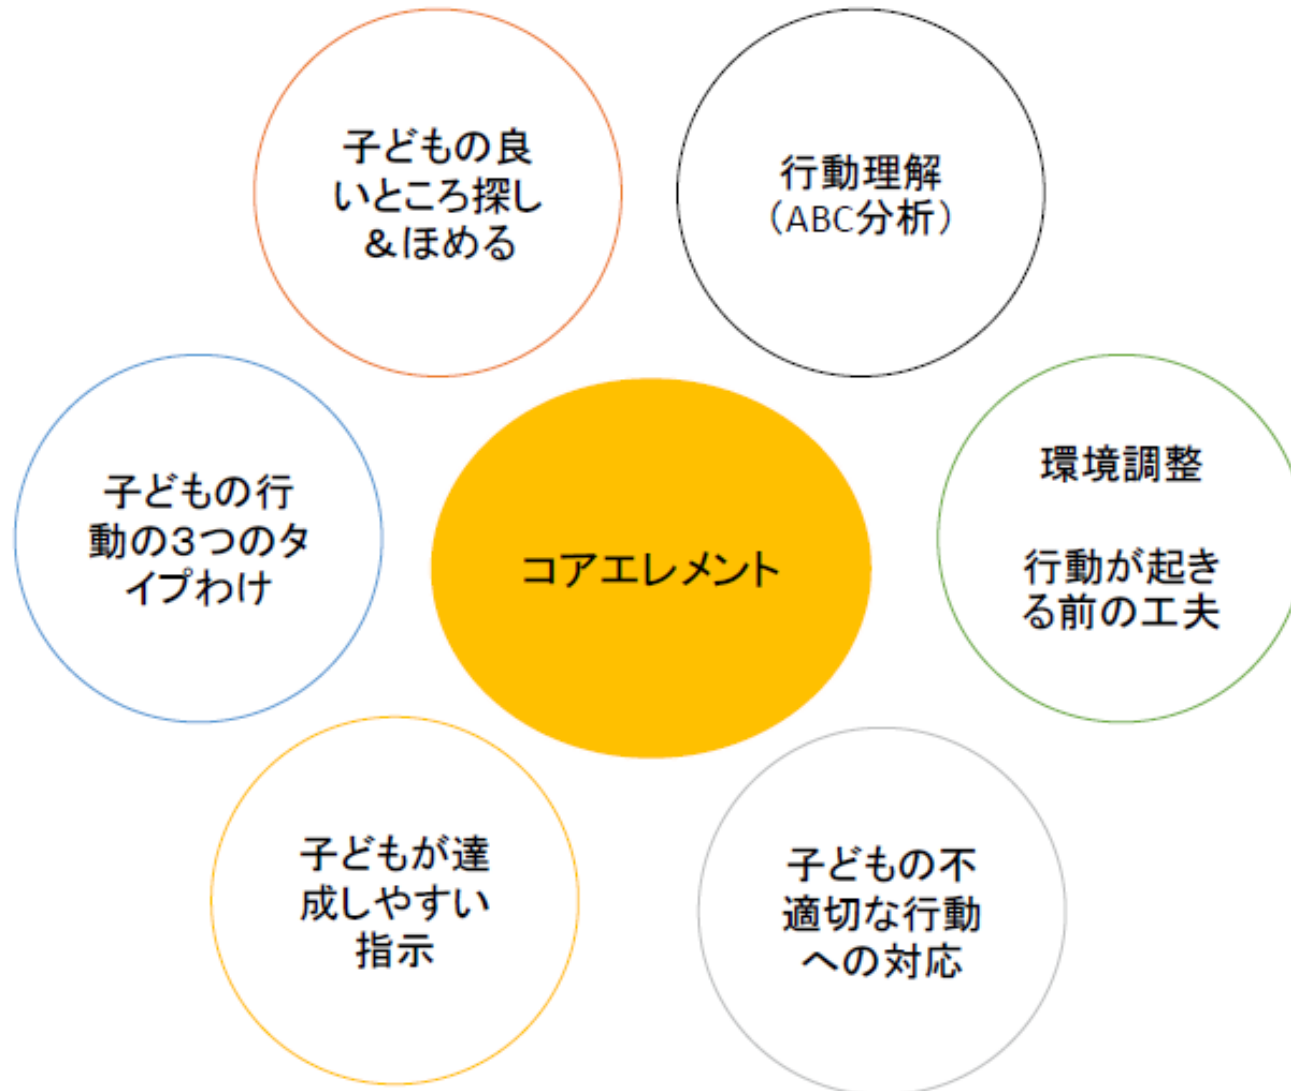 子どもの良
いところ探し
＆ほめる
行動理解
（ABC分析）
子どもの行
動の３つのタ
イプわけ
コアエレメント
環境調整
行動が起き
る前の工夫
子どもが達
成しやすい
指示
子どもの不
適切な行動
への対応